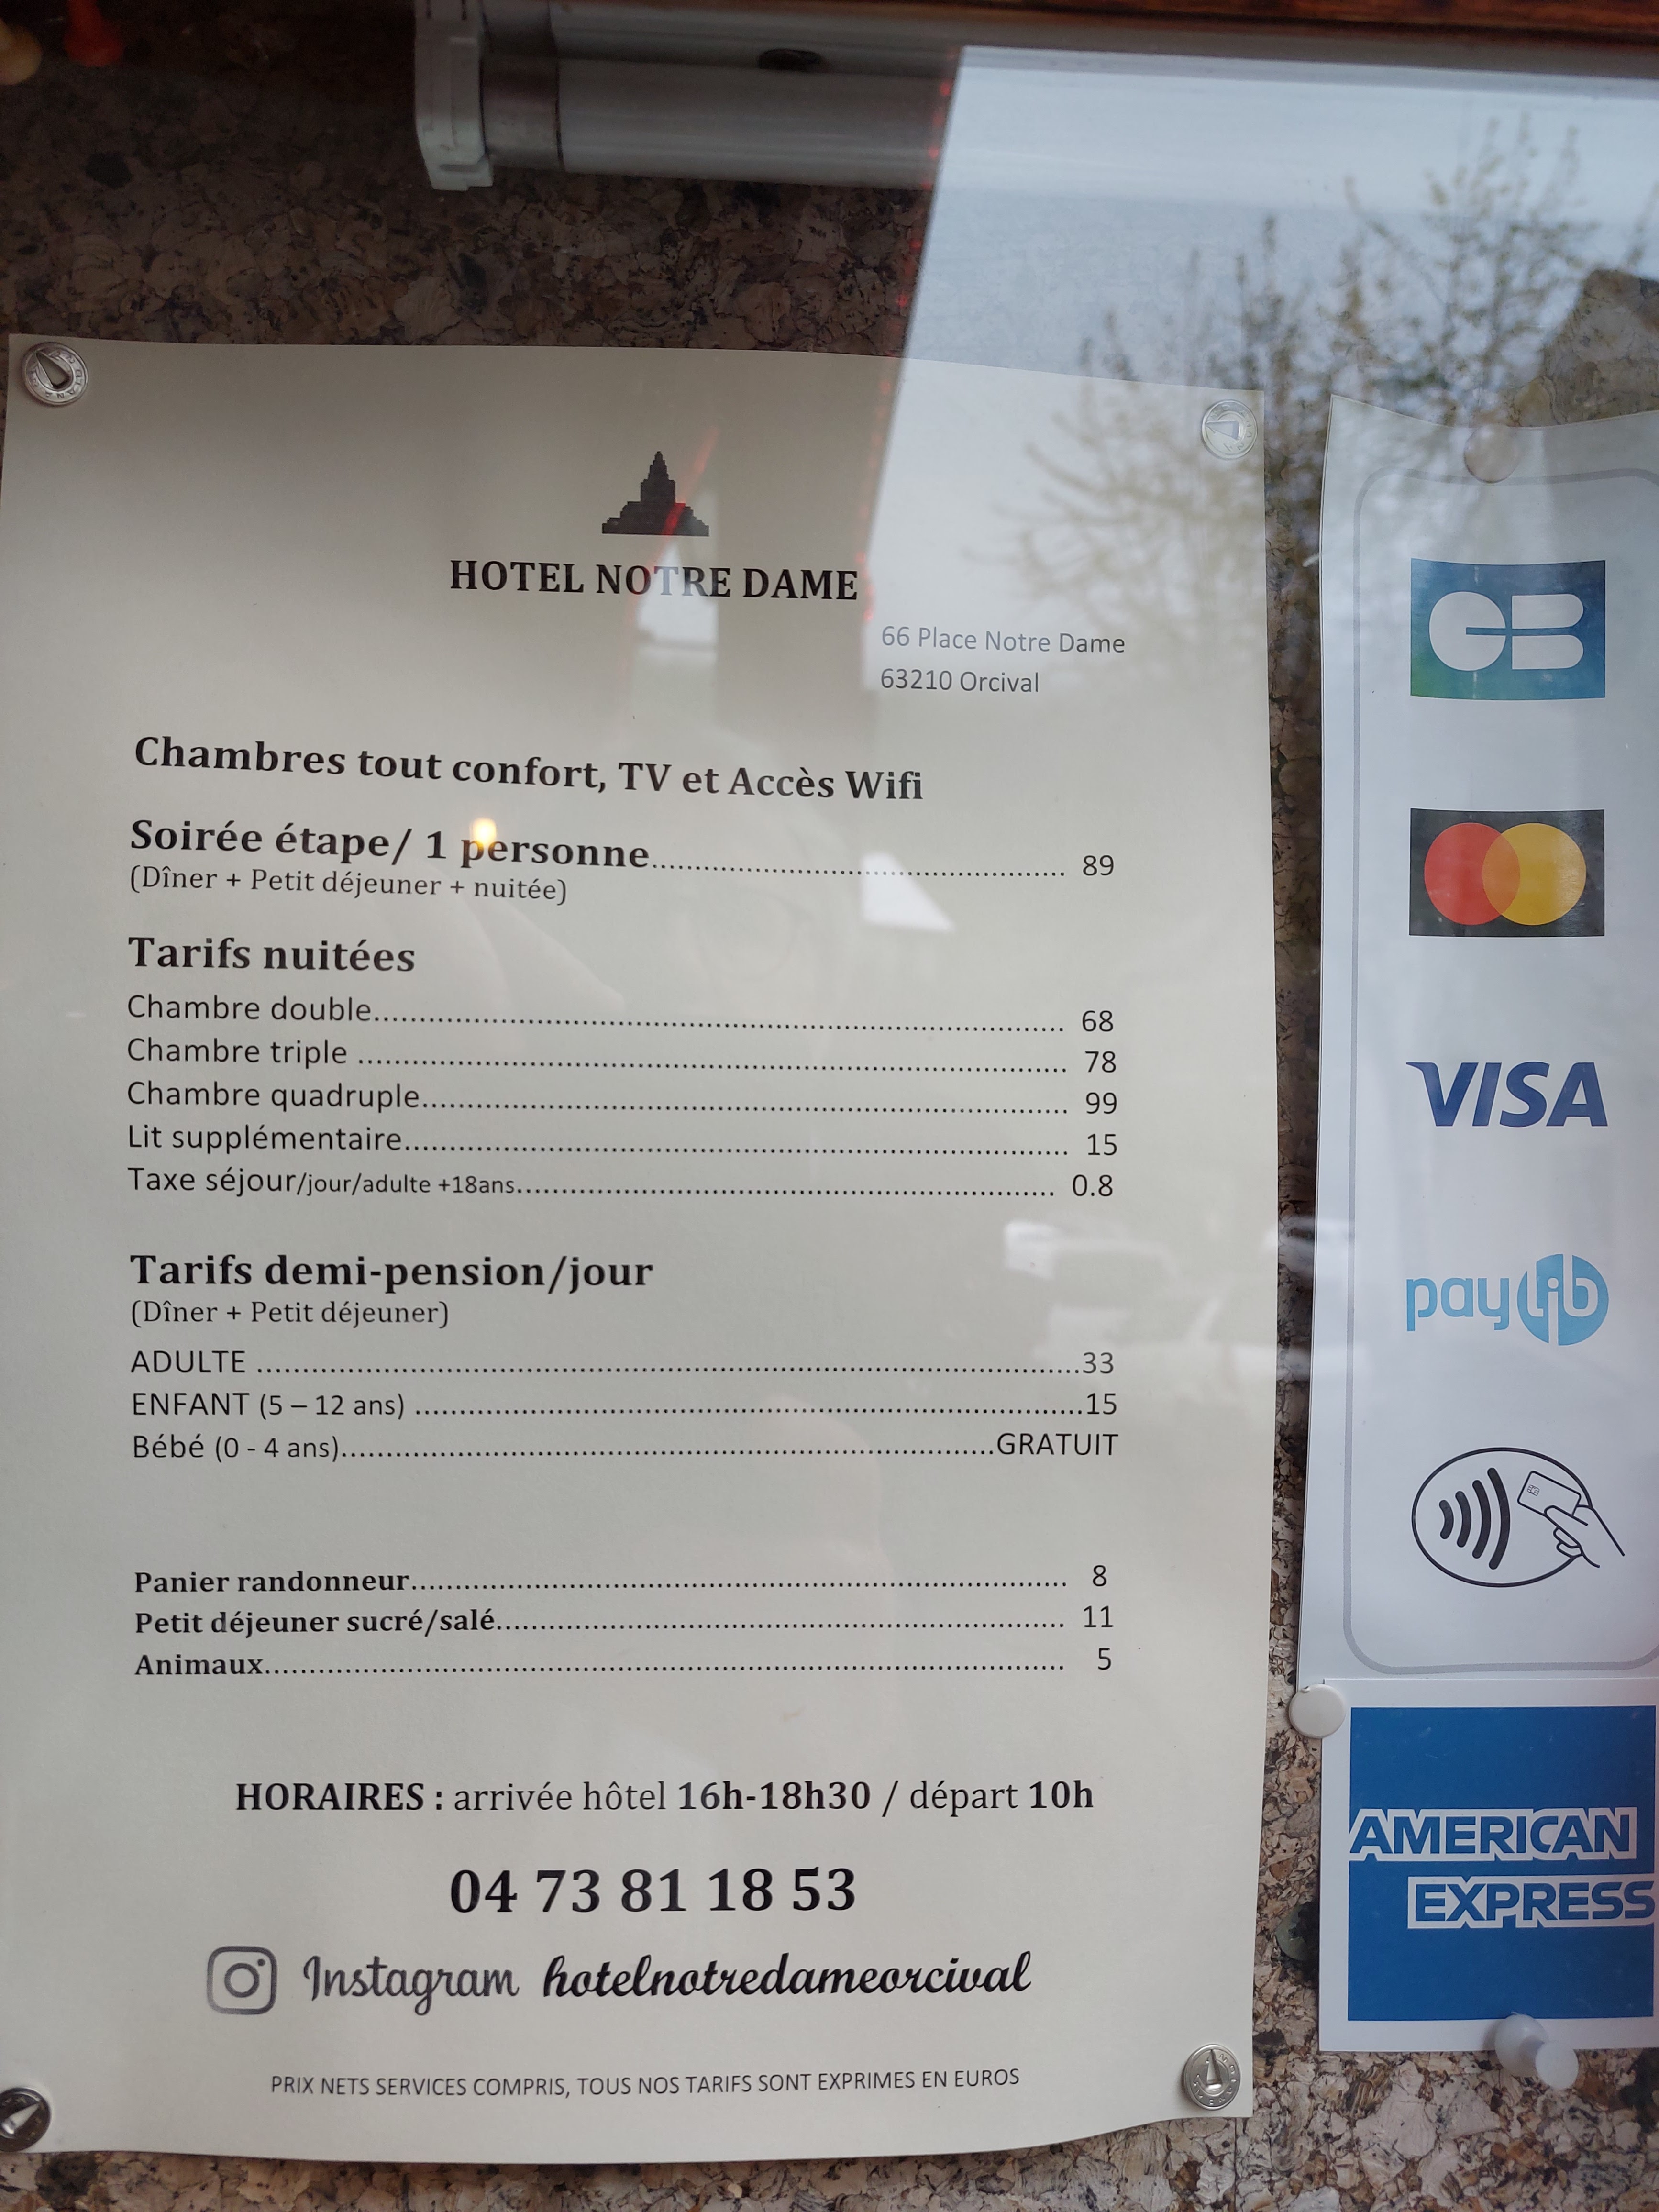 HOTEL NOTRE DAME
66 Place Notre Dame
63210 Orcival
Chambres tout confort, TV et Accès Wifi
Soirée étape/ 1 personne.................... 89
(Dîner + Petit déjeuner + nuitée)
Tarifs nuitées
Chambre double.................... 68
Chambre triple .................... 78
Chambre quadruple.................... 99
Lit supplémentaire.................... 15
Taxe séjour/jour/adulte +18ans.................... 0.8
Tarifs demi-pension/jour
(Dîner + Petit déjeuner)
ADULTE ....................33
ENFANT (5 – 12 ans) ....................15
Bébé (0 - 4 ans)....................GRATUIT
Panier randonneur.................... 8
Petit déjeuner sucré/salé.................... 11
Animaux.................... 5
HORAIRES : arrivée hôtel 16h-18h30 / départ 10h
04 73 81 18 53
Instagram hotelnotredameorcival
PRIX NETS SERVICES COMPRIS, TOUS NOS TARIFS SONT EXPRIMES EN EUROS
CB
VISA
paylib
AMERICAN
EXPRESS